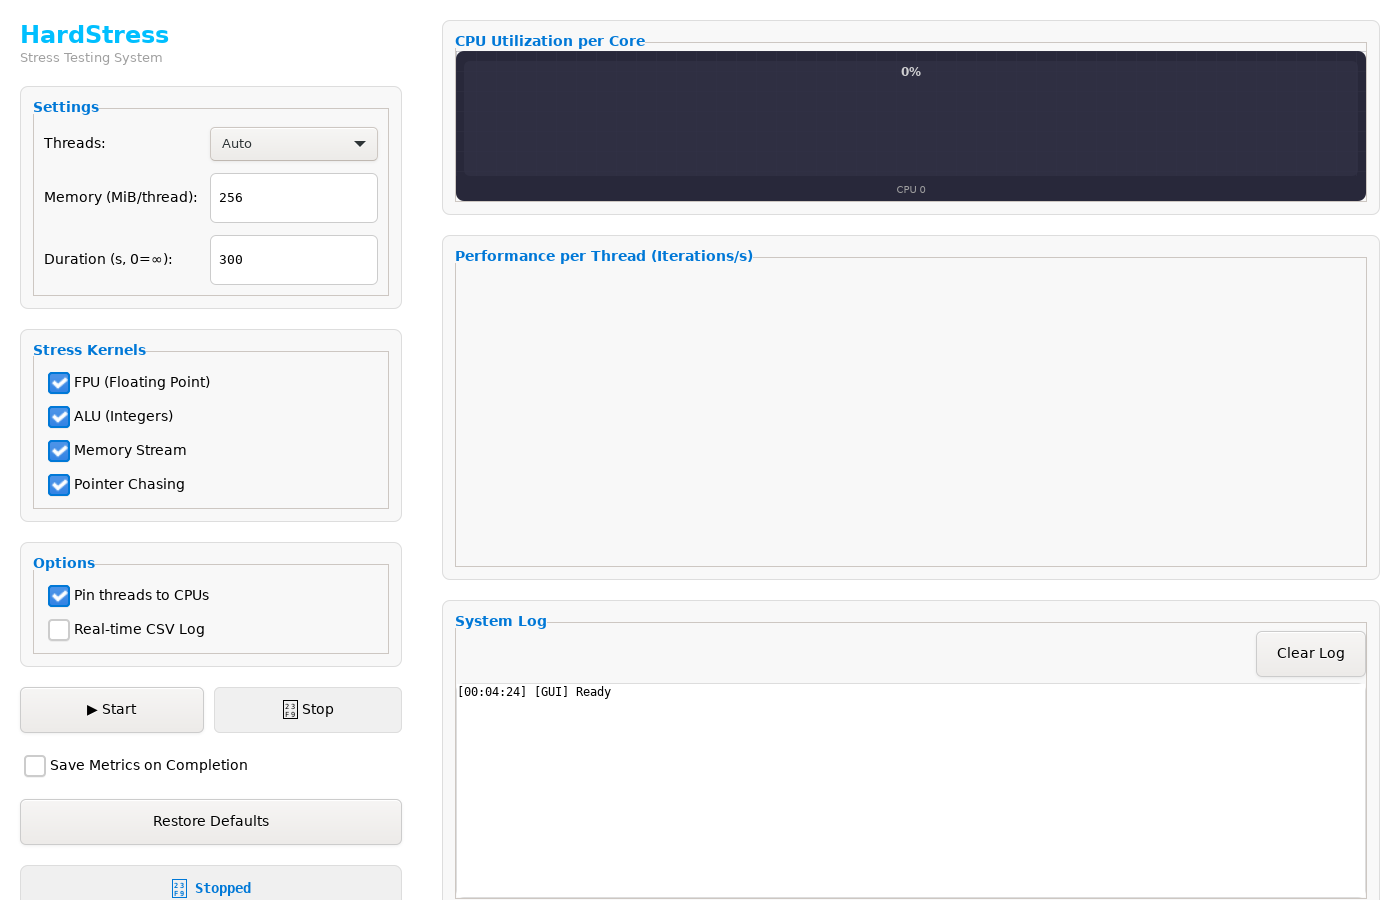 HardStress
Stress Testing System
Settings
Threads:
Auto
Memory (MiB/thread):
256
Duration (s, 0=∞):
300
Stress Kernels
FPU (Floating Point)
ALU (Integers)
Memory Stream
Pointer Chasing
Options
Pin threads to CPUs
Real-time CSV Log
▶ Start
Stop
Save Metrics on Completion
Restore Defaults
Stopped
CPU Utilization per Core
0%
CPU 0
Performance per Thread (Iterations/s)
System Log
Clear Log
[00:04:24] [GUI] Ready